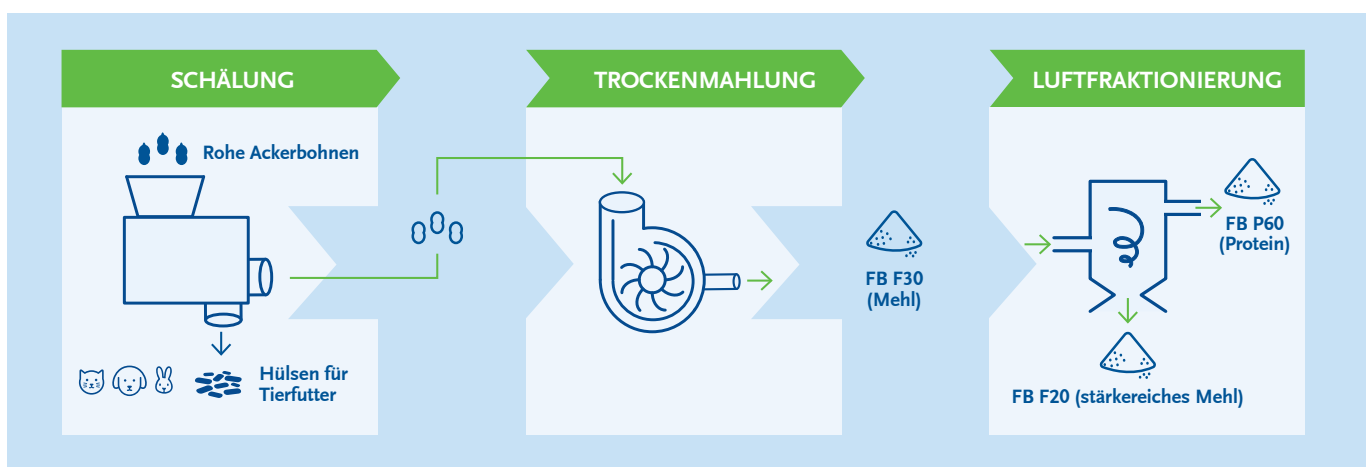 SCHÄLUNG
Rohe Ackerbohnen
Hülsen für
Tierfutter
TROCKENMAHLUNG
FB F30
(Mehl)
LUFTFRAKTIONIERUNG
FB P60
(Protein)
FB F20 (stärkereiches Mehl)